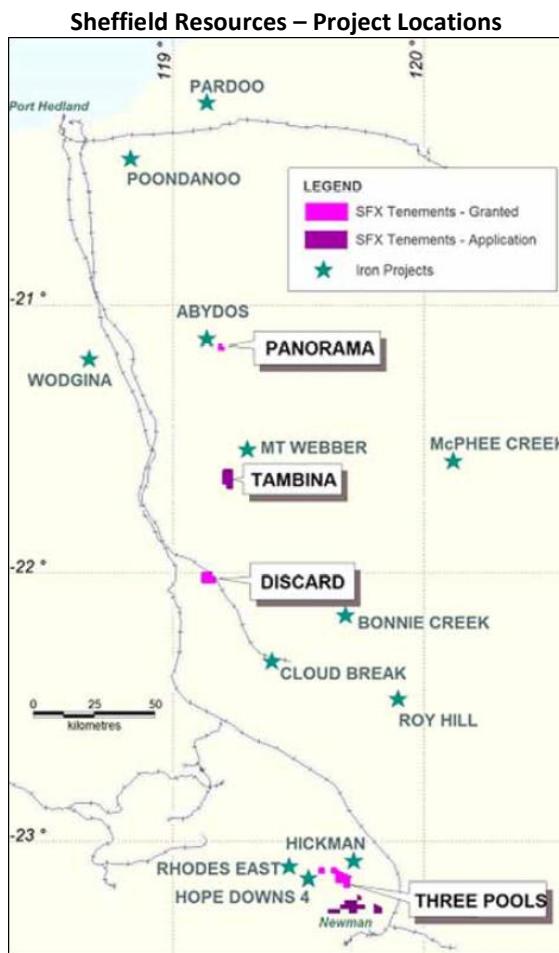 Sheffield Resources – Project Locations
119
120
PARDOO
Port Hedland
POONDANOO
LEGEND
SFX Tenements - Granted
SFX Tenements - Application
Iron Projects
-21 °
ABYDOS
PANORAMA
WODGINA
MT WEBBER
McPHEE CREEK
TAMBINA
-22 °
DISCARD
BONNIE CREEK
CLOUD BREAK
0 25 50
kilometres
ROY HILL
-23 °
HICKMAN
RHODES EAST
HOPE DOWNS 4
THREE POOLS
Newman